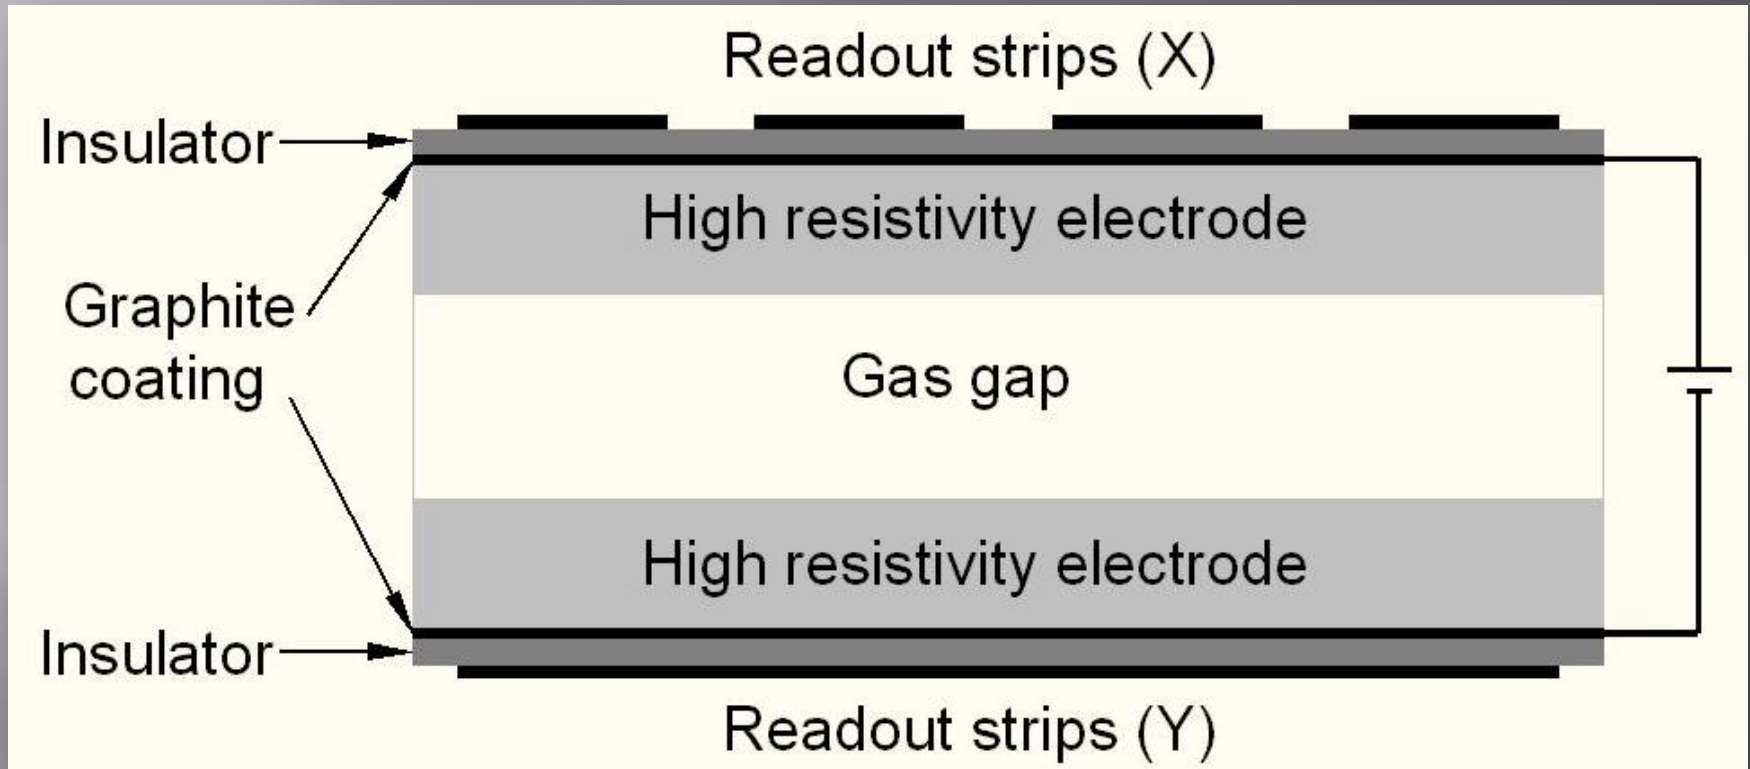 Readout strips (X)
Insulator
High resistivity electrode
Graphite
coating
Gas gap
High resistivity electrode
Insulator
Readout strips (Y)